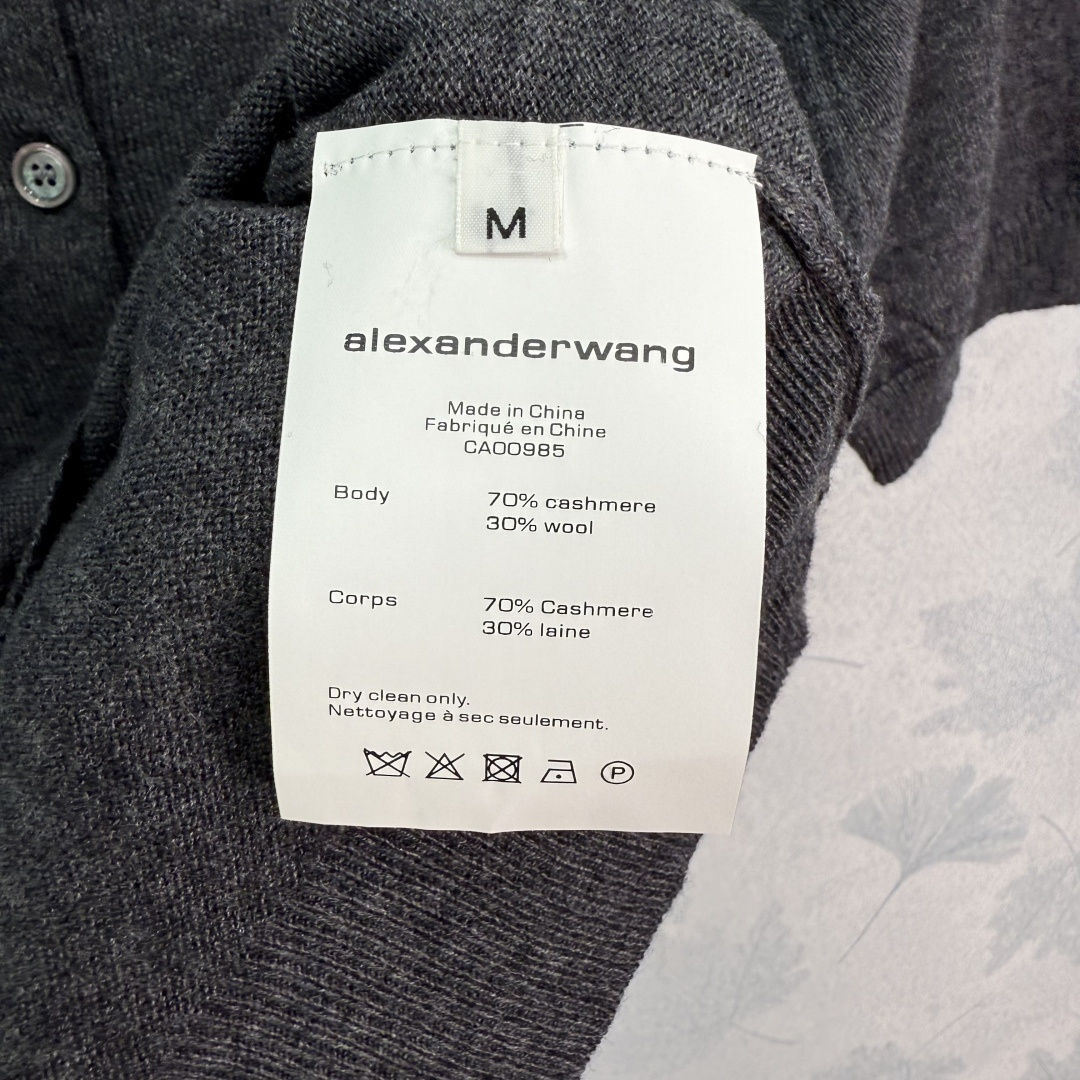 M
alexanderwang
Made in China
Fabriqué en Chine
CA00985
Body 70% cashmere
30% wool
Corps 70% Cashmere
30% laine
Dry clean only.
Nettoyage à sec seulement.
P